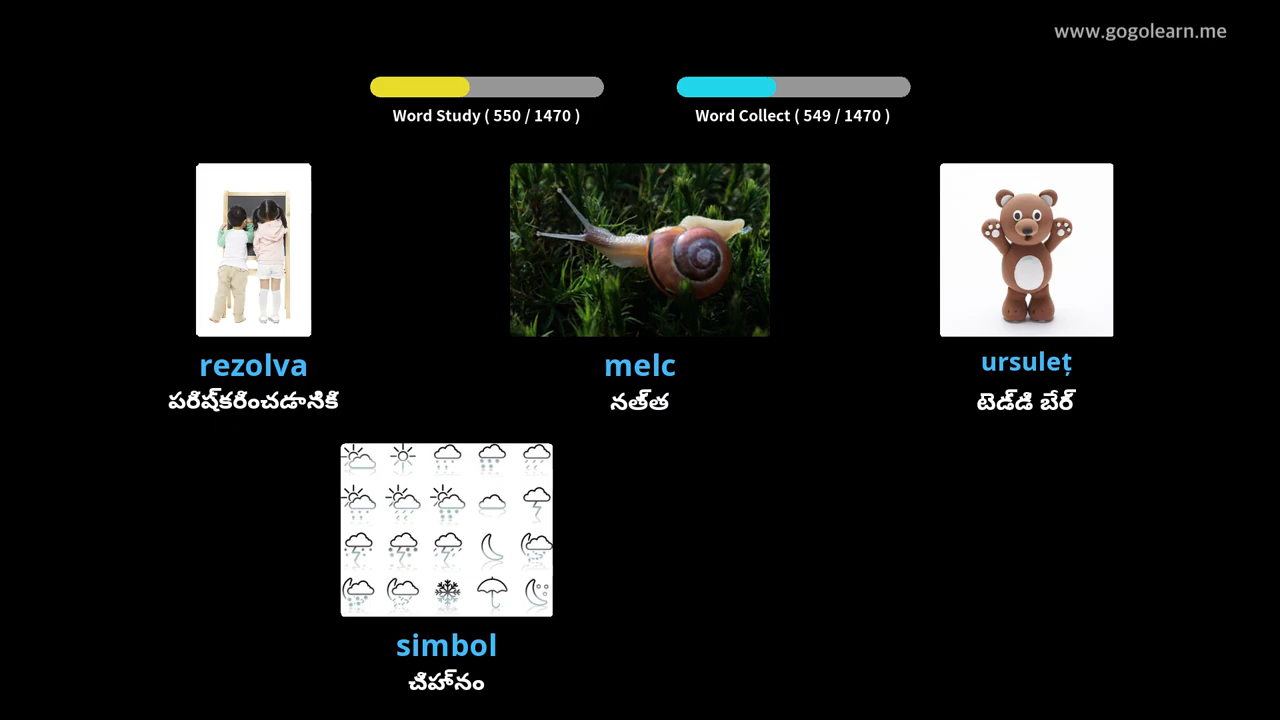 www.gogolearn.me
Word Study ( 550 / 1470 )
Word Collect ( 549 / 1470 )
rezolva
పరిష్కరించడానికి
melc
నత్త
ursuleț
టెడ్డి బేర్
simbol
చిహ్నం